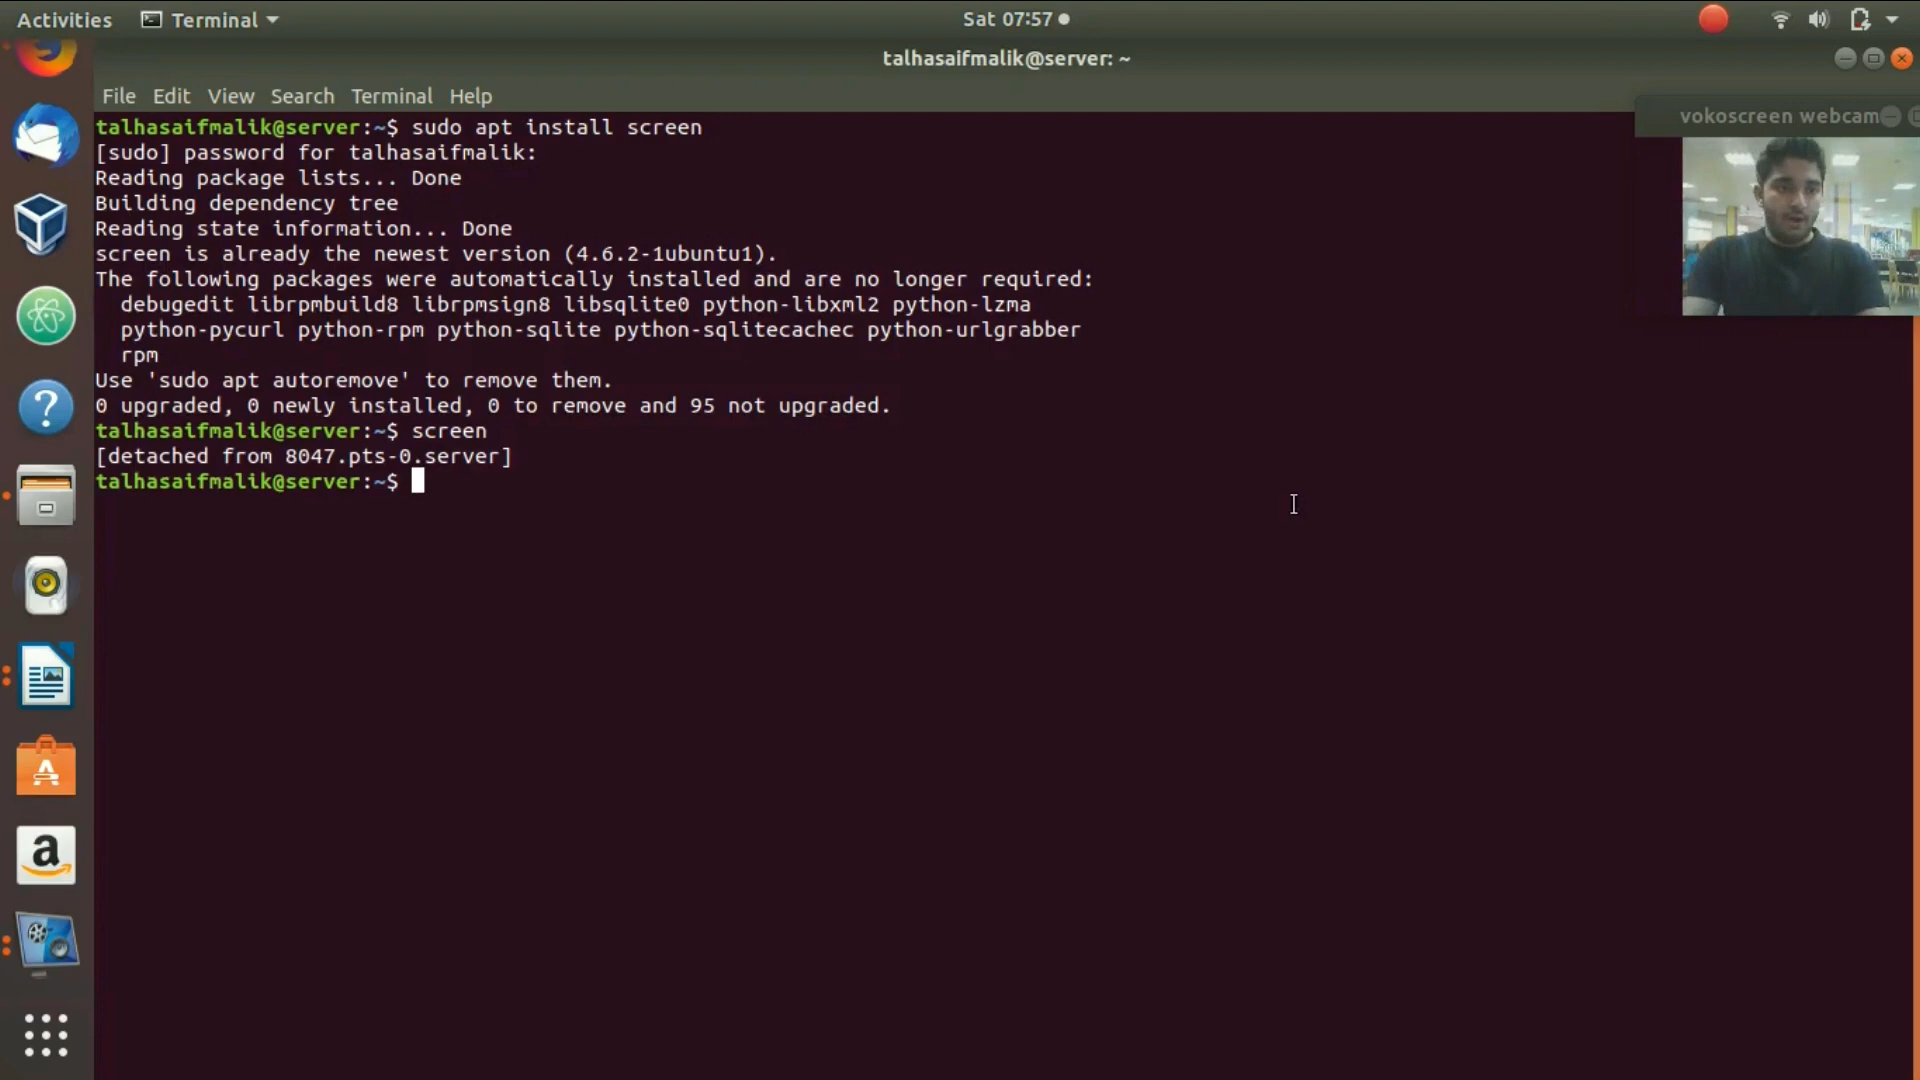 Activities Terminal Sat 07:57
talhasaifmalik@server: ~
File Edit View Search Terminal Help
vokoscreen webcam
talhasaifmalik@server:~$ sudo apt install screen
[sudo] password for talhasaifmalik:
Reading package lists... Done
Building dependency tree
Reading state information... Done
screen is already the newest version (4.6.2-1ubuntu1).
The following packages were automatically installed and are no longer required:
  debugedit librpmbuild8 librpmsign8 libsqlite0 python-libxml2 python-lzma
  python-pycurl python-rpm python-sqlite python-sqlitecachec python-urlgrabber
  rpm
Use 'sudo apt autoremove' to remove them.
0 upgraded, 0 newly installed, 0 to remove and 95 not upgraded.
talhasaifmalik@server:~$ screen
[detached from 8047.pts-0.server]
talhasaifmalik@server:~$